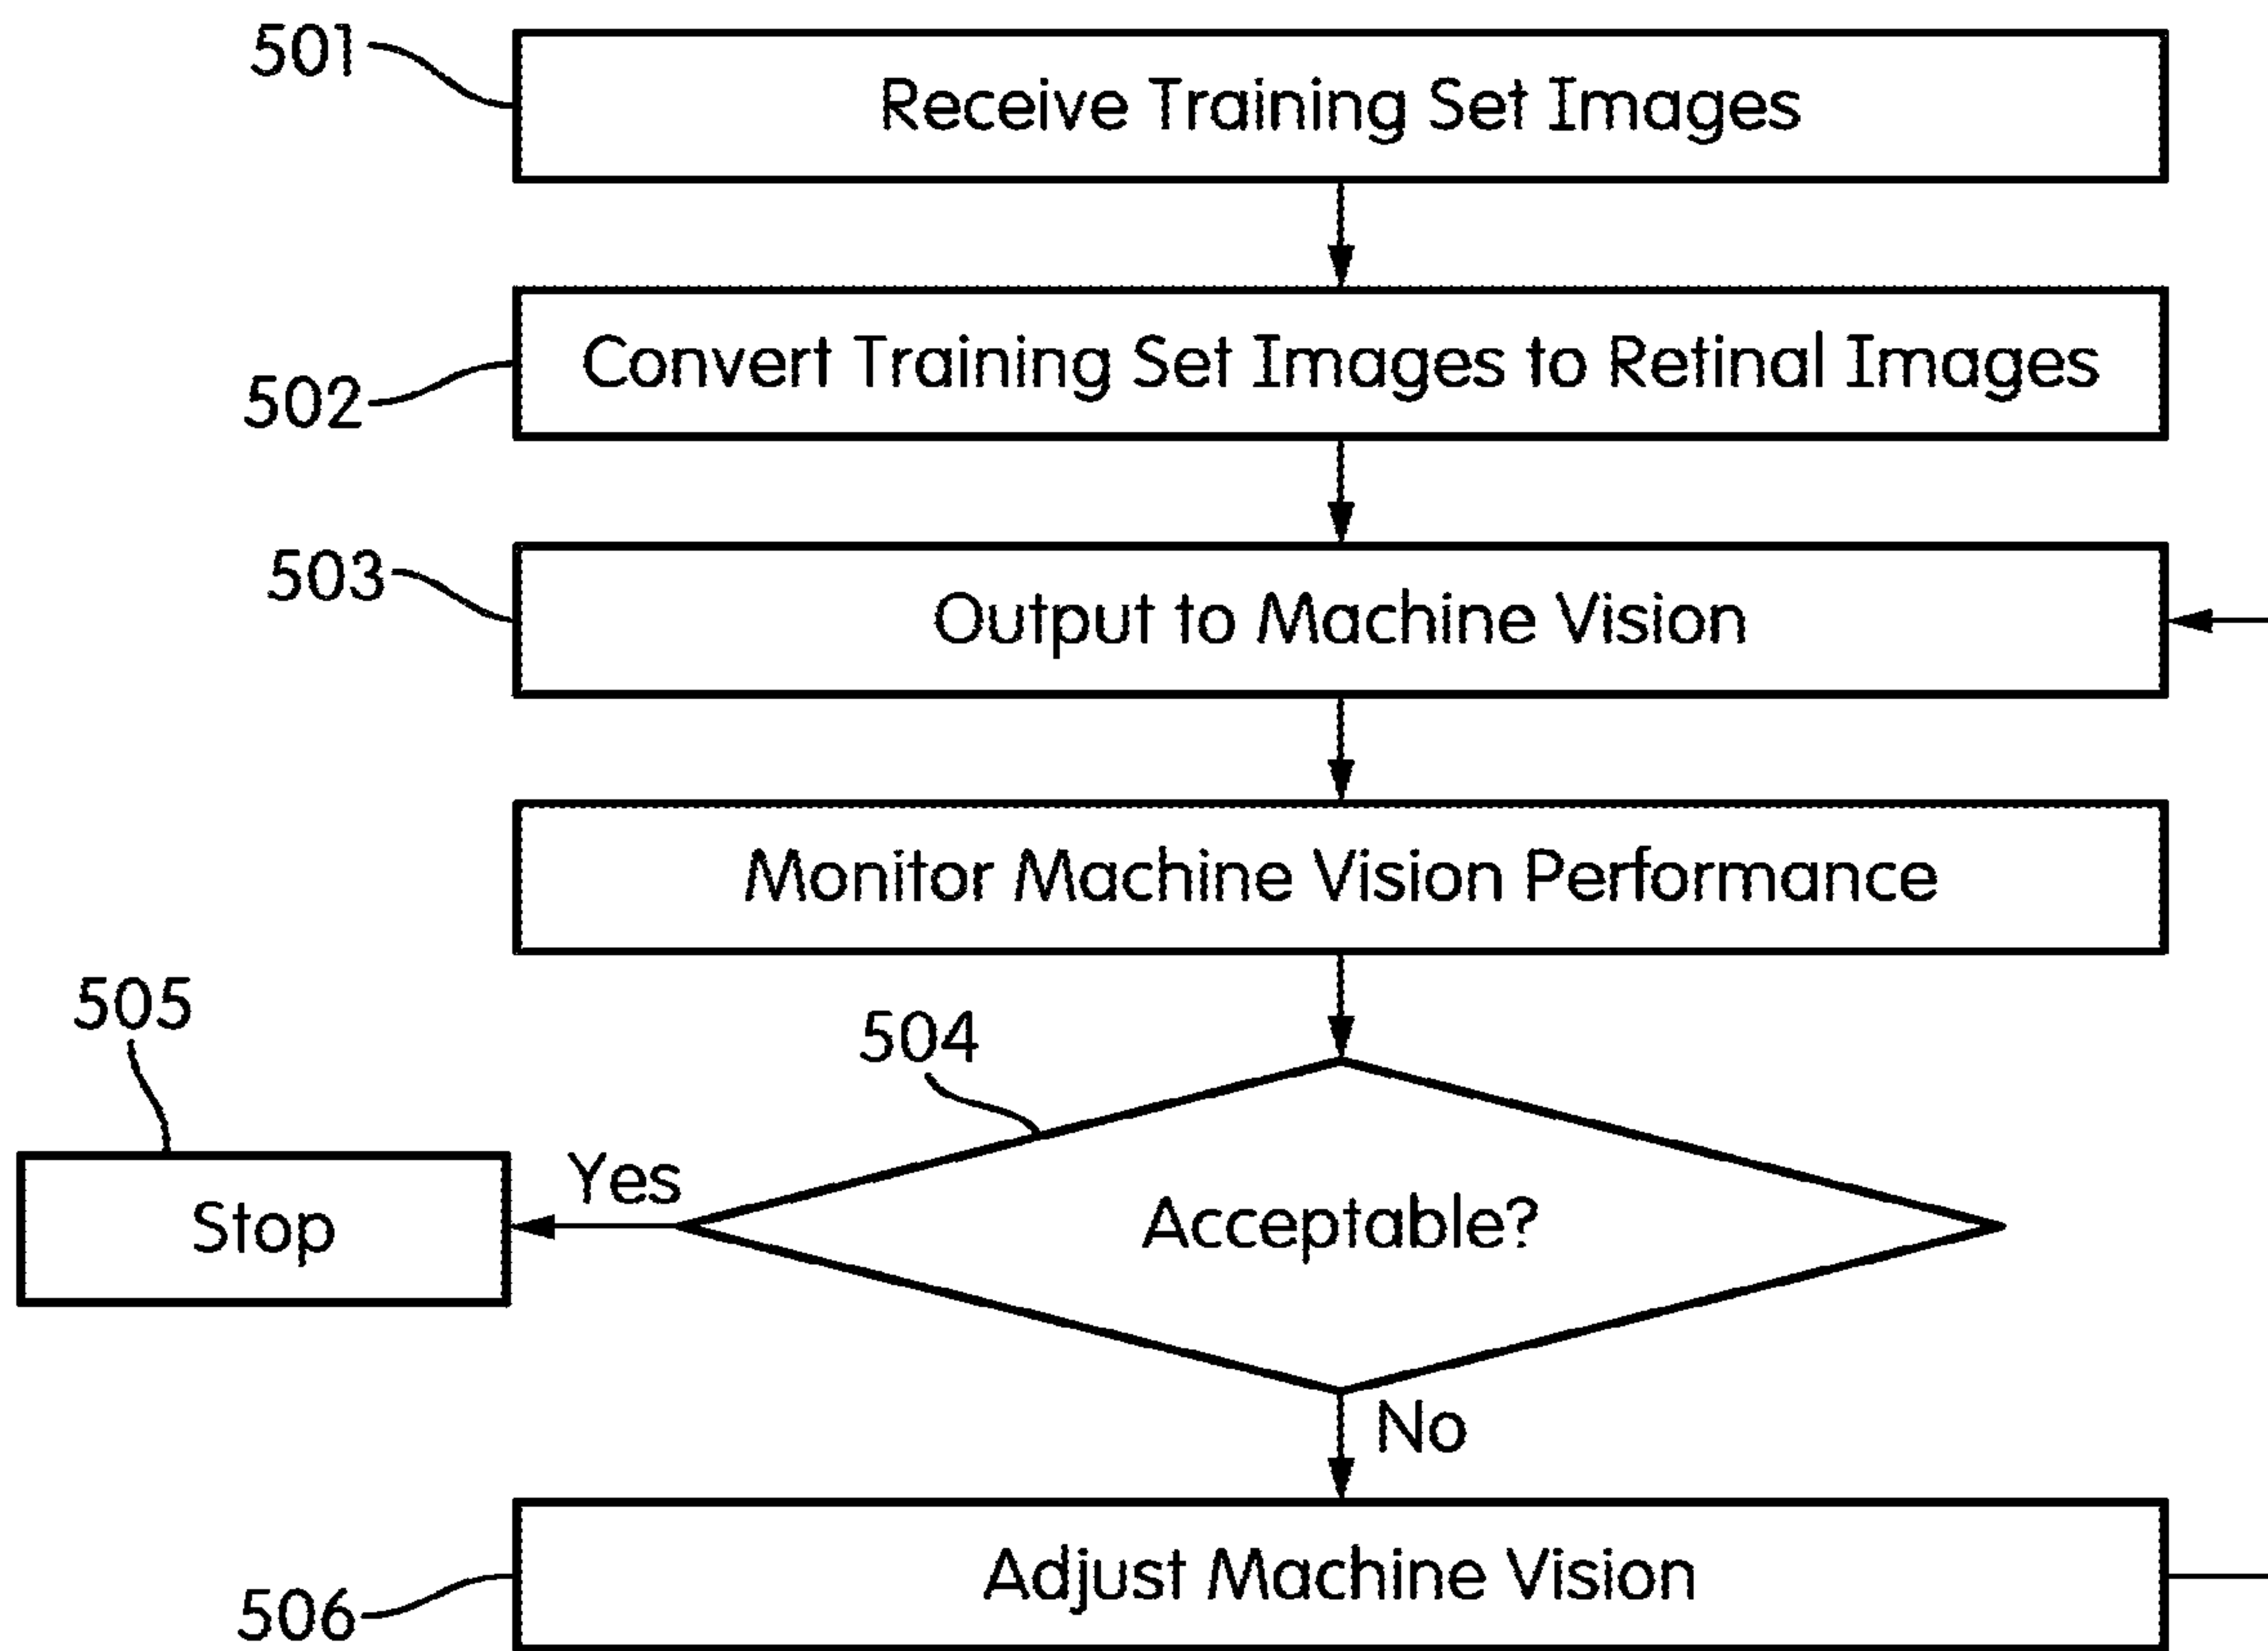 501
Receive Training Set Images
502
Convert Training Set Images to Retinal Images
503
Output to Machine Vision
Monitor Machine Vision Performance
505
504
Stop
Yes
Acceptable?
No
506
Adjust Machine Vision